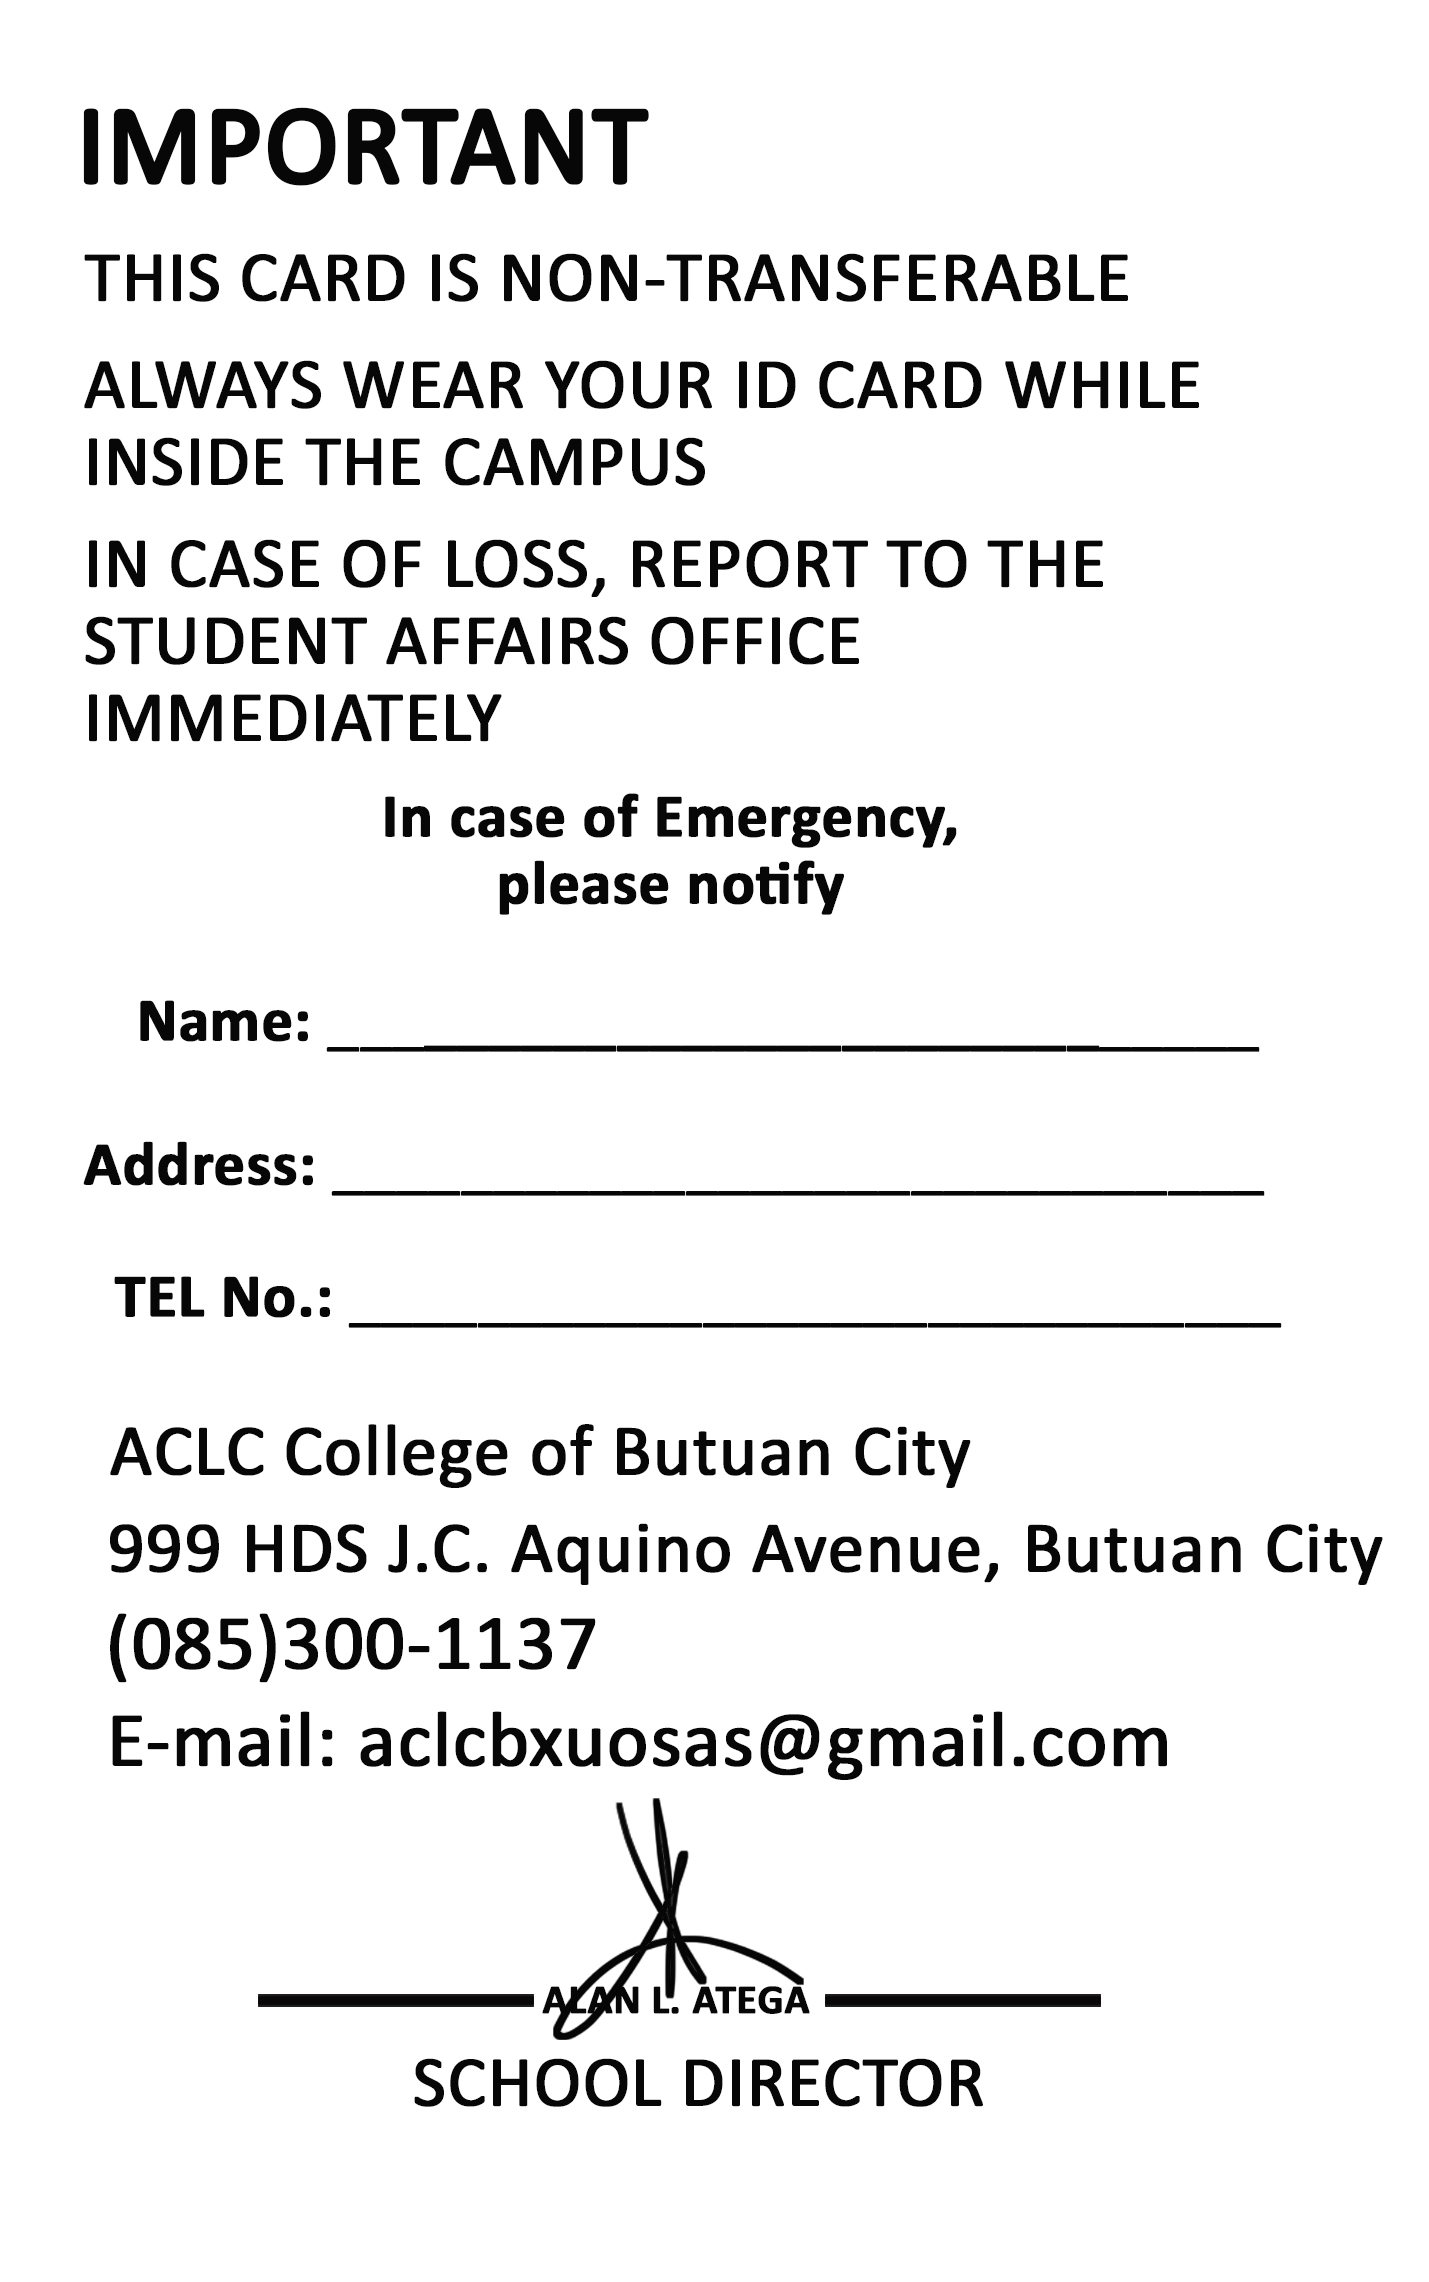 IMPORTANT
THIS CARD IS NON-TRANSFERABLE
ALWAYS WEAR YOUR ID CARD WHILE
INSIDE THE CAMPUS
IN CASE OF LOSS, REPORT TO THE
STUDENT AFFAIRS OFFICE
IMMEDIATELY
In case of Emergency,
please notify
Name: _____________________________
Address: _____________________________
TEL No.: _____________________________
ACLC College of Butuan City
999 HDS J.C. Aquino Avenue, Butuan City
(085)300-1137
E-mail: aclcbxuosas@gmail.com
ALAN L. ATEGA
SCHOOL DIRECTOR